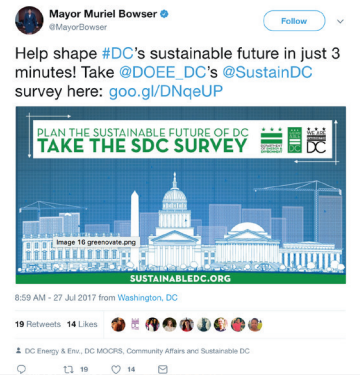 Mayor Muriel Bowser
@MayorBowser
Follow
Help shape #DC's sustainable future in just 3
minutes! Take @DOEE_DC's @SustainDC
survey here: goo.gl/DNqeUP
PLAN THE SUSTAINABLE FUTURE OF DC
TAKE THE SDC SURVEY
WE ARE
DC
DC
Image 16 greenovate.png
SUSTAINABLEDC.ORG
8:59 AM - 27 Jul 2017 from Washington, DC
19 Retweets 14 Likes
DC Energy & Env., DC MOCRS, Community Affairs and Sustainable DC
19 14